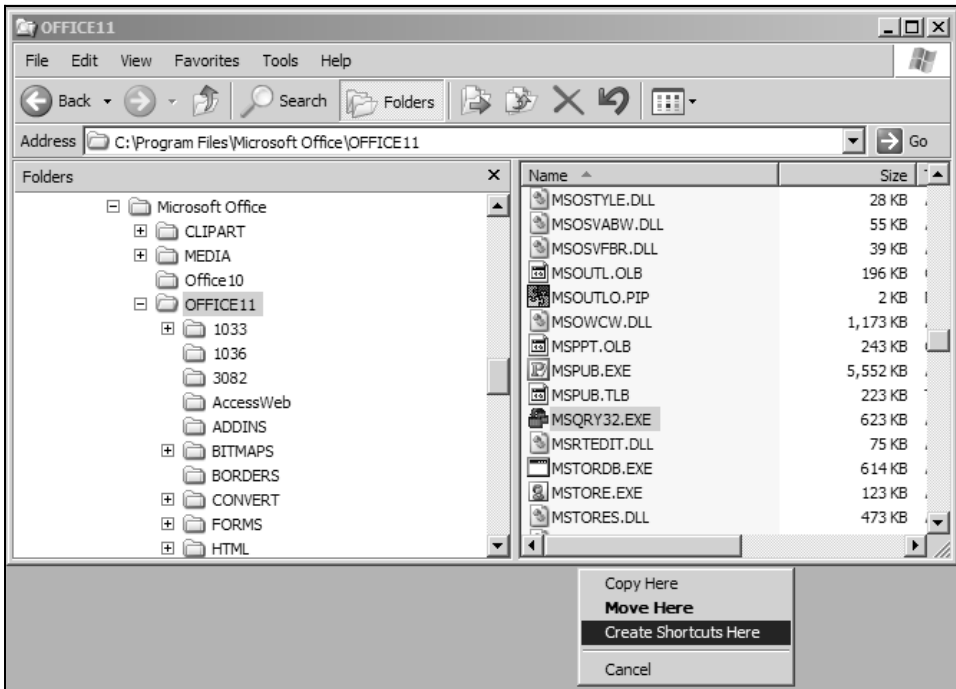 OFFICE11
File Edit View Favorites Tools Help
Back Search Folders
Address C:\Program Files\Microsoft Office\OFFICE11 Go
Folders
Microsoft Office
CLIPART
MEDIA
Office10
OFFICE11
1033
1036
3082
AccessWeb
ADDINS
BITMAPS
BORDERS
CONVERT
FORMS
HTML
Name Size
MSOSTYLE.DLL 28 KB
MSOSVABW.DLL 55 KB
MSOSVFBR.DLL 39 KB
MSOUTL.OLB 196 KB
MSOUTLO.PIP 2 KB
MSOWCW.DLL 1,173 KB
MSPPT.OLB 243 KB
MSPUB.EXE 5,552 KB
MSPUB.TLB 223 KB
MSQRY32.EXE 623 KB
MSRTEDIT.DLL 75 KB
MSTORDB.EXE 614 KB
MSTORE.EXE 123 KB
MSTORES.DLL 473 KB
Copy Here
Move Here
Create Shortcuts Here
Cancel